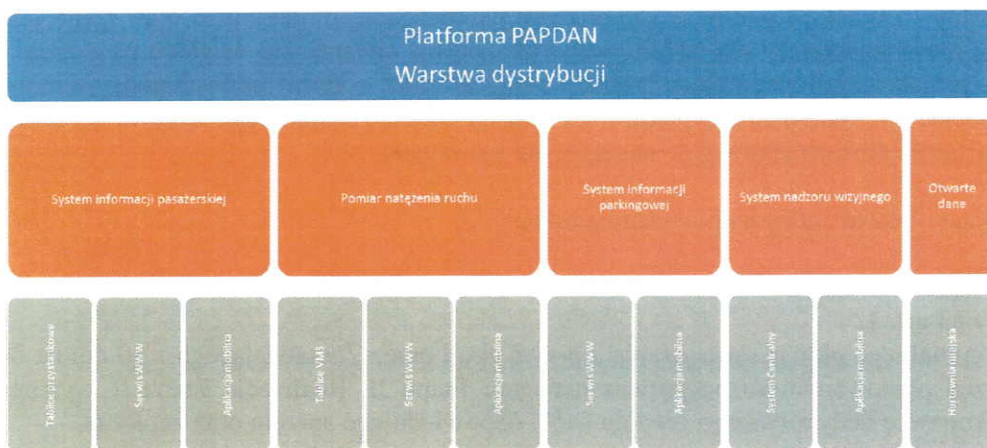 Platforma PAPDAN
Warstwa dystrybucji
System informacji pasażerskiej
Pomiar natężenia ruchu
System informacji
parkingowej
System nadzoru wizyjnego
Otwarte
dane
Tablice przystankowe
Serwis WWW
Aplikacja mobilna
Tablice VMS
Serwis WWW
Aplikacja mobilna
Serwis WWW
Aplikacja mobilna
System Centralny
Aplikacja mobilna
Hurtownia miejska